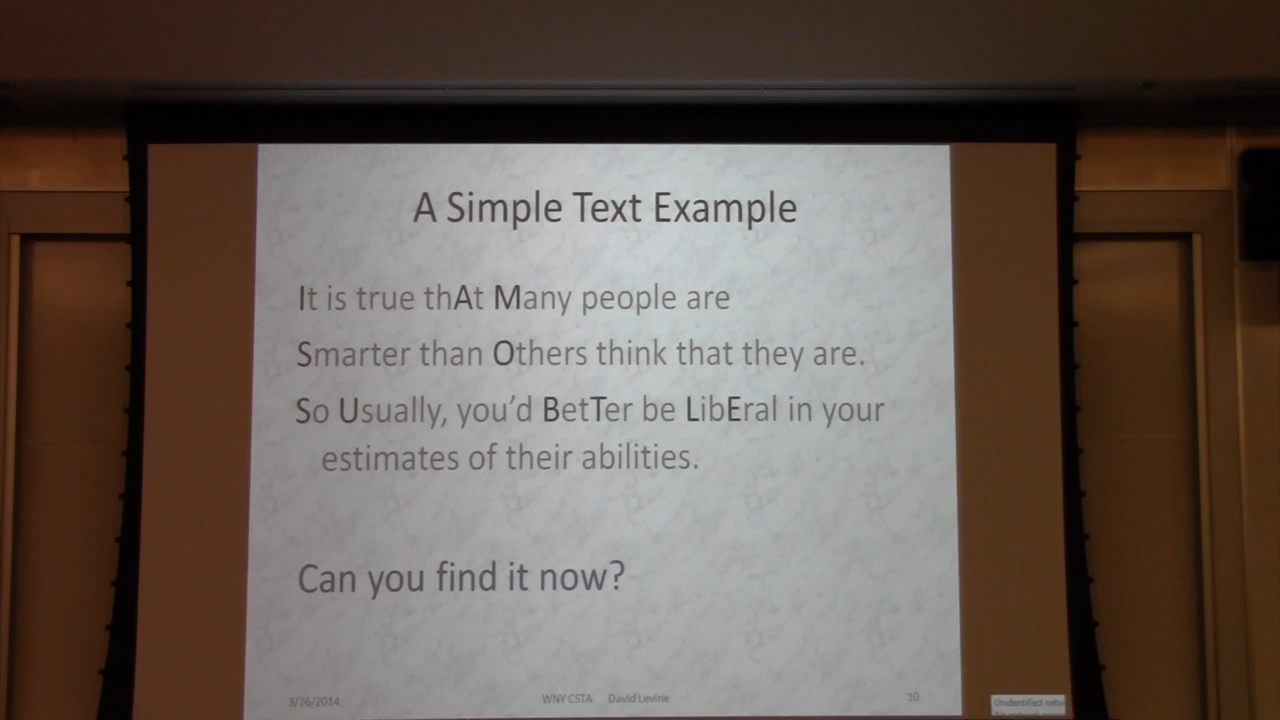 A Simple Text Example
It is true thAt Many people are
Smarter than Others think that they are.
So Usually, you'd BetTer be LibEral in your
estimates of their abilities.
Can you find it now?
3/26/2014 WNY CSTA David Levine 10
Unidentified netw